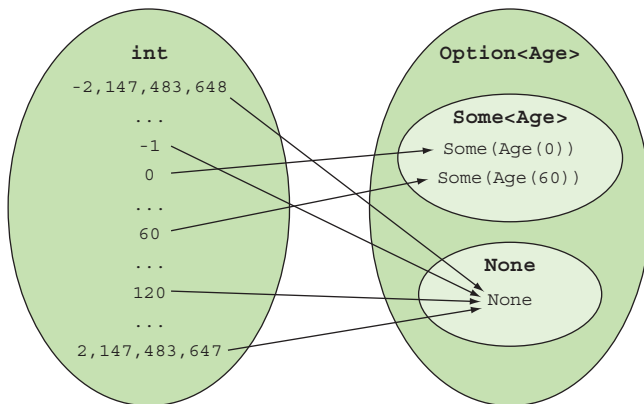 int
-2,147,483,648
...
-1
0
...
60
...
120
...
2,147,483,647
Option<Age>
Some<Age>
Some(Age(0))
Some(Age(60))
None
None